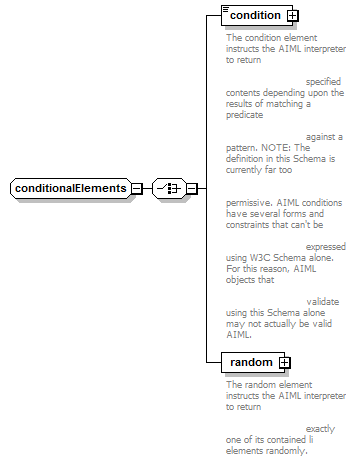 condition
The condition element
instructs the AIML interpreter
to return
specified
contents depending upon the
results of matching a
predicate
against a
pattern. NOTE: The
definition in this Schema is
currently far too
permissive. AIML conditions
have several forms and
constraints that can't be
expressed
using W3C Schema alone.
For this reason, AIML
objects that
validate
using this Schema alone
may not actually be valid
AIML.
conditionalElements
random
The random element
instructs the AIML interpreter
to return
exactly
one of its contained li
elements randomly.